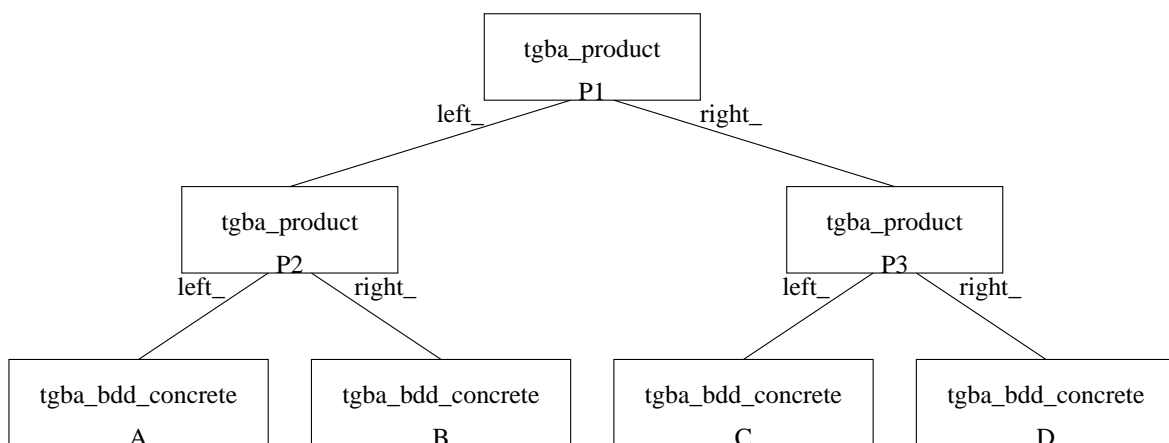 tgba_product
P1
left_ right_
tgba_product tgba_product
P2 P3
left_ right_ left_ right_
tgba_bdd_concrete tgba_bdd_concrete tgba_bdd_concrete tgba_bdd_concrete
A B C D